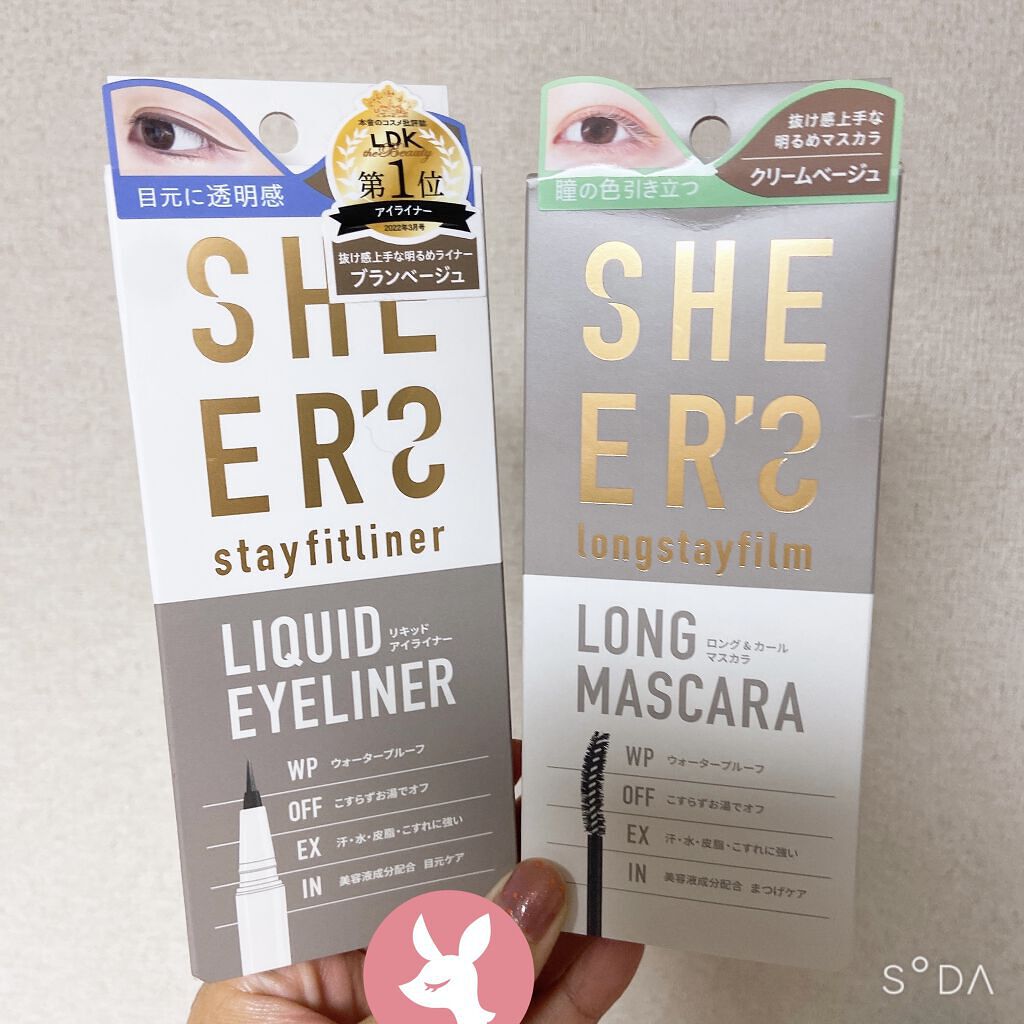 目元に透明感
本音のコスメ批評誌
LDK
the Beauty
第1位
アイライナー
2022年3月号
抜け感上手な明るめライナー
ブランベージュ
SHE
ER'S
stayfitliner
LIQUID
EYELINER
リキッド
アイライナー
WP ウォータープルーフ
OFF こすらずお湯でオフ
EX 汗・水・皮脂・こすれに強い
IN 美容液成分配合 目元ケア
瞳の色引き立つ
抜け感上手な
明るめマスカラ
クリームベージュ
SHE
ER'S
longstayfilm
LONG
MASCARA
ロング&カール
マスカラ
WP ウォータープルーフ
OFF こすらずお湯でオフ
EX 汗・水・皮脂・こすれに強い
IN 美容液成分配合 まつげケア
SODA